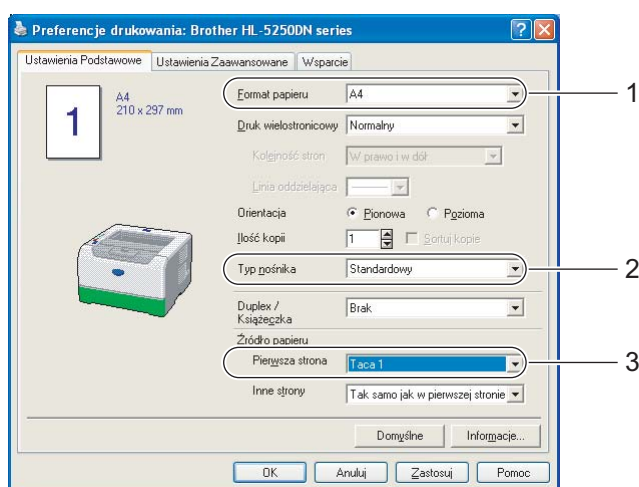 Preferencje drukowania: Brother HL-5250DN series
Ustawienia Podstawowe Ustawienia Zaawansowane Wsparcie
1
A4
210 x 297 mm
Format papieru A4 1
Druk wielostronicowy Normalny
Kolejność stron W prawo i w dół
Linia oddzielająca
Orientacja Pionowa Pozioma
Ilość kopii 1 Sortuj kopie
Typ nośnika Standardowy 2
Duplex / Książeczka Brak
Źródło papieru
Pierwsza strona Taca 1 3
Inne strony Tak samo jak w pierwszej stronie
Domyślne Informacje...
OK Anuluj Zastosuj Pomoc